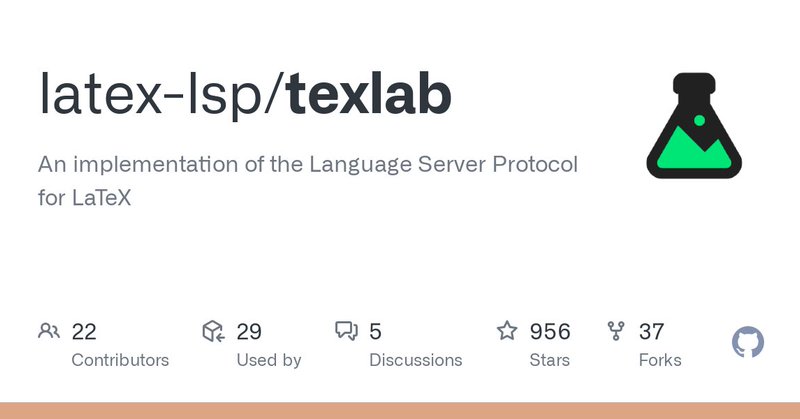 latex-lsp/texlab
An implementation of the Language Server Protocol
for LaTeX
22 29 5 956 37
Contributors Used by Discussions Stars Forks